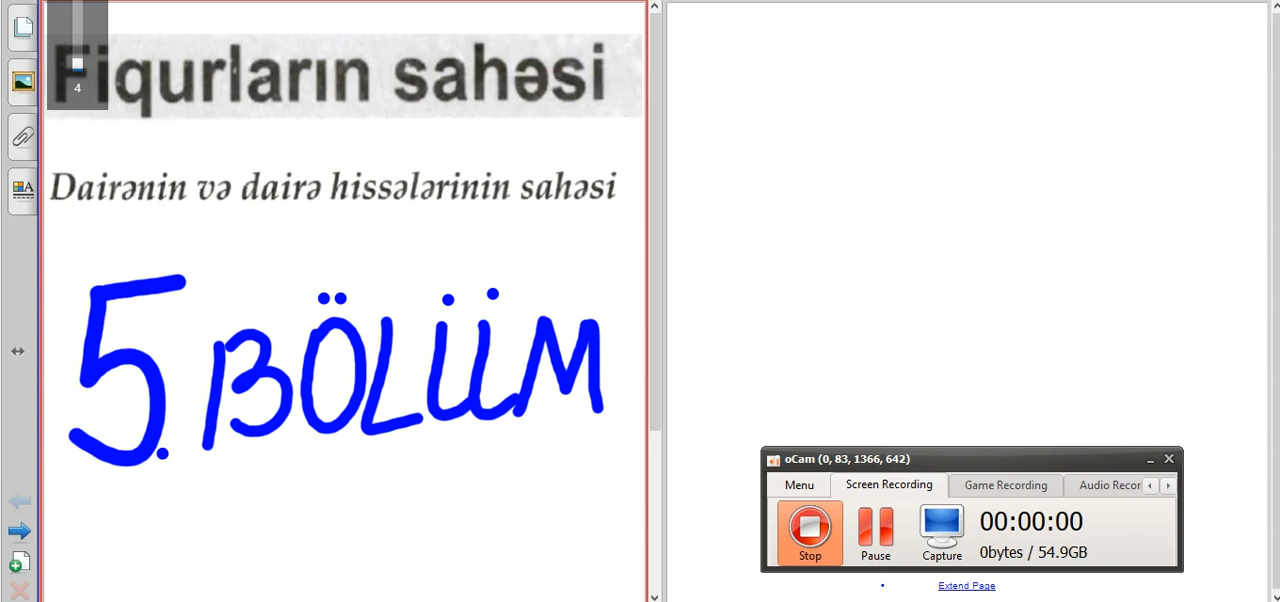 4
Fiqurların sahəsi
Dairənin və dairə hissələrinin sahəsi
5. BÖLÜM
oCam (0, 83, 1366, 642)
Menu Screen Recording Game Recording Audio Recor
Stop Pause Capture 00:00:00
0bytes / 54.9GB
Extend Page